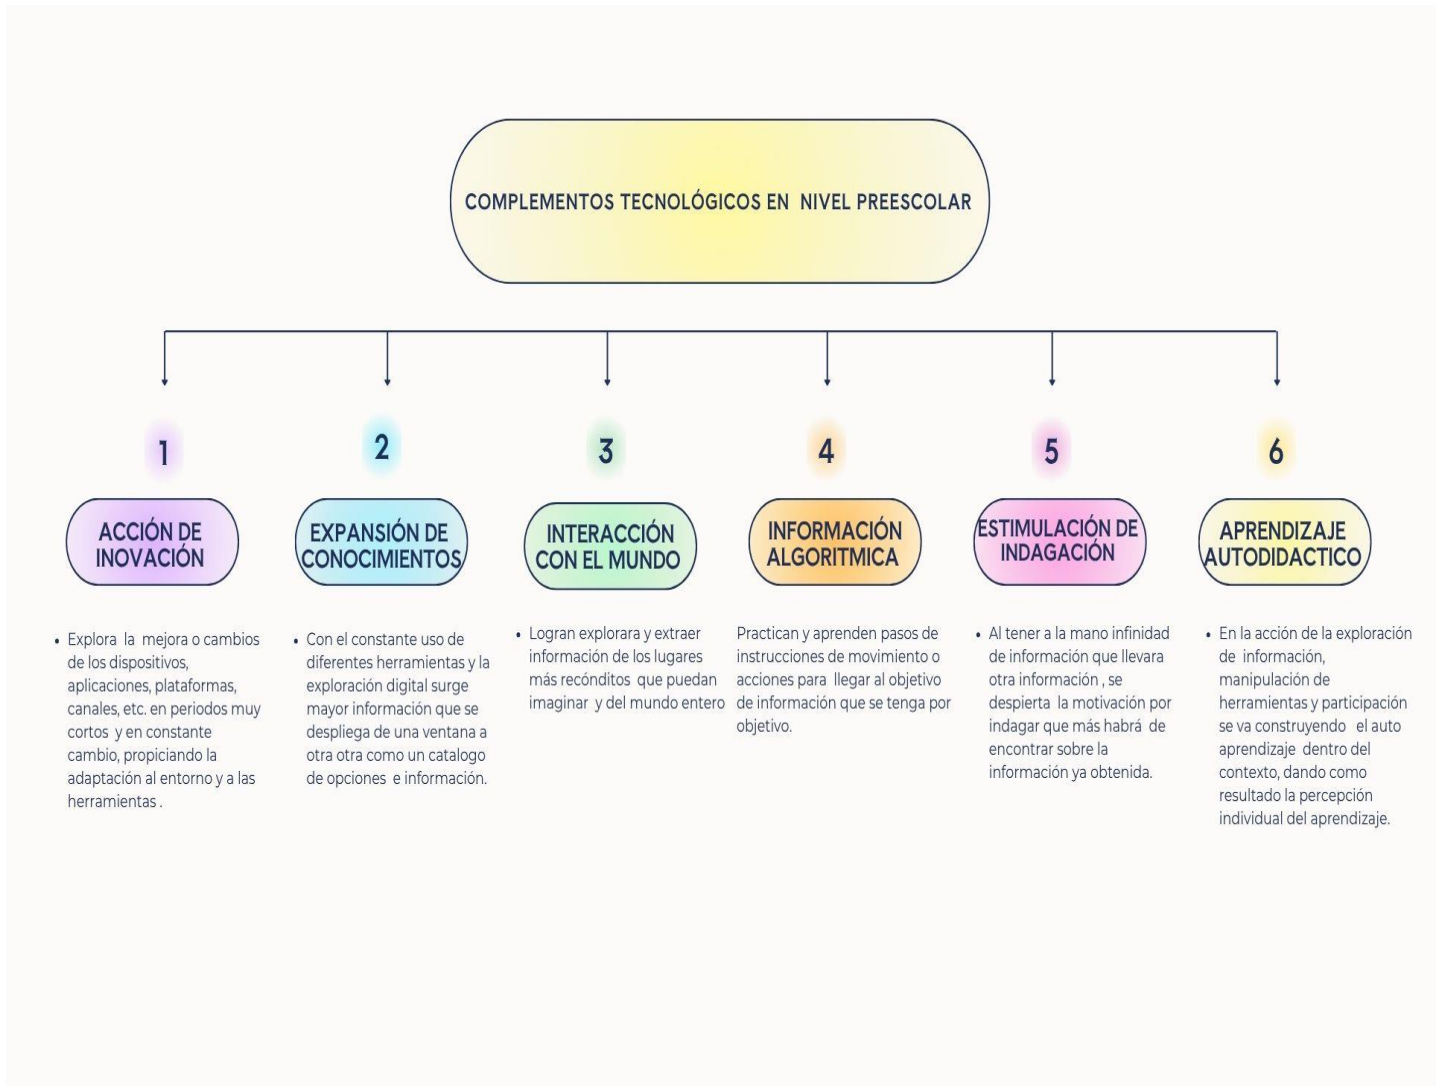 COMPLEMENTOS TECNOLÓGICOS EN NIVEL PREESCOLAR
1
ACCIÓN DE
INOVACIÓN
• Explora la mejora o cambios
de los dispositivos,
aplicaciones, plataformas,
canales, etc. en periodos muy
cortos y en constante
cambio, propiciando la
adaptación al entorno y a las
herramientas .
2
EXPANSIÓN DE
CONOCIMIENTOS
• Con el constante uso de
diferentes herramientas y la
exploración digital surge
mayor información que se
despliega de una ventana a
otra otra como un catalogo
de opciones e información.
3
INTERACCIÓN
CON EL MUNDO
• Logran explorara y extraer
información de los lugares
más recónditos que puedan
imaginar y del mundo entero
4
INFORMACIÓN
ALGORITMICA
Practican y aprenden pasos de
instrucciones de movimiento o
acciones para llegar al objetivo
de información que se tenga por
objetivo.
5
ESTIMULACIÓN DE
INDAGACIÓN
• Al tener a la mano infinidad
de información que llevara
otra información , se
despierta la motivación por
indagar que más habrá de
encontrar sobre la
información ya obtenida.
6
APRENDIZAJE
AUTODIDACTICO
• En la acción de la exploración
de información,
manipulación de
herramientas y participación
se va construyendo el auto
aprendizaje dentro del
contexto, dando como
resultado la percepción
individual del aprendizaje.